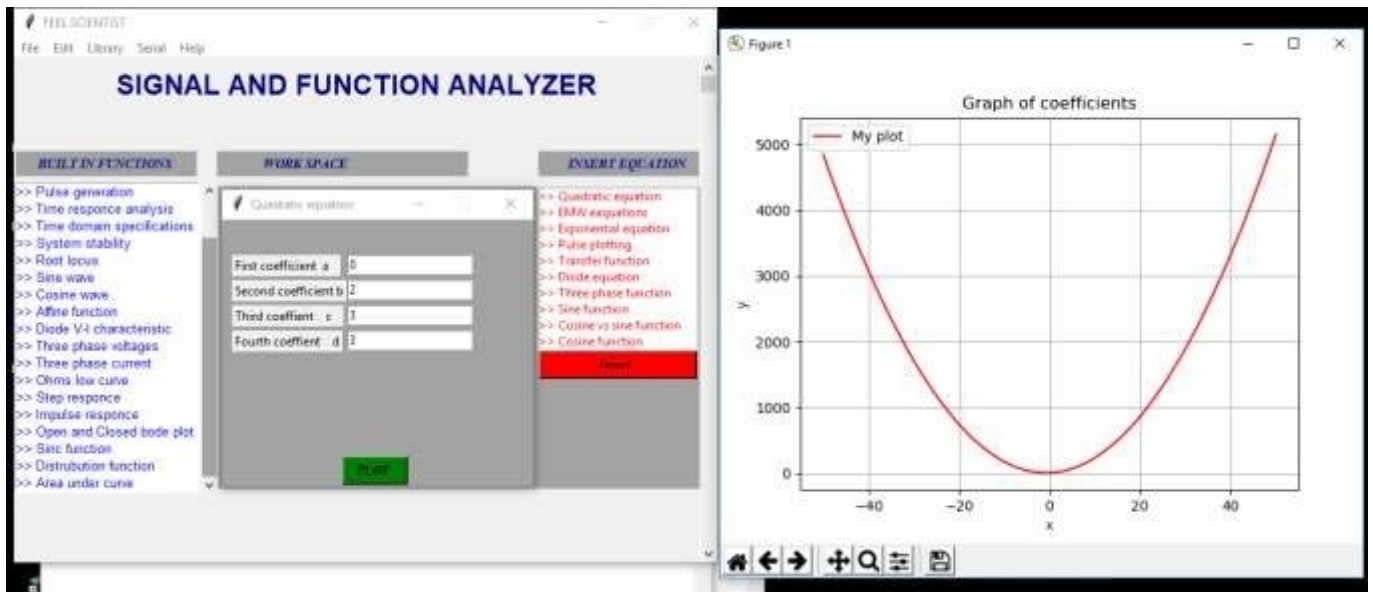 FEEL SCIENTIST
File Edit Library Serial Help
SIGNAL AND FUNCTION ANALYZER
BUILT IN FUNCTIONS
>> Pulse generation
>> Time responce analysis
>> Time domain specifications
>> System stability
>> Root locus
>> Sine wave
>> Cosine wave
>> Affine function
>> Diode V-I characteristic
>> Three phase voltages
>> Three phase current
>> Ohms low curve
>> Step responce
>> Impulse responce
>> Open and Closed bode plot
>> Sinc function
>> Distrubution function
>> Area under curve
WORK SPACE
Quadratic equation
First coefficient a 0
Second coefficient b 2
Third coeffient c 3
Fourth coeffient d 3
PLOT
INSERT EQUATION
>> Quadratic equation
>> EMW eequations
>> Exponential equation
>> Pulse plotting
>> Transfer function
>> Diode equation
>> Three phase function
>> Sine function
>> Cosine vs sine function
>> Cosine function
Insert
Figure 1
Graph of coefficients
My plot
5000
4000
3000
2000
1000
0
y
−40 −20 0 20 40
x